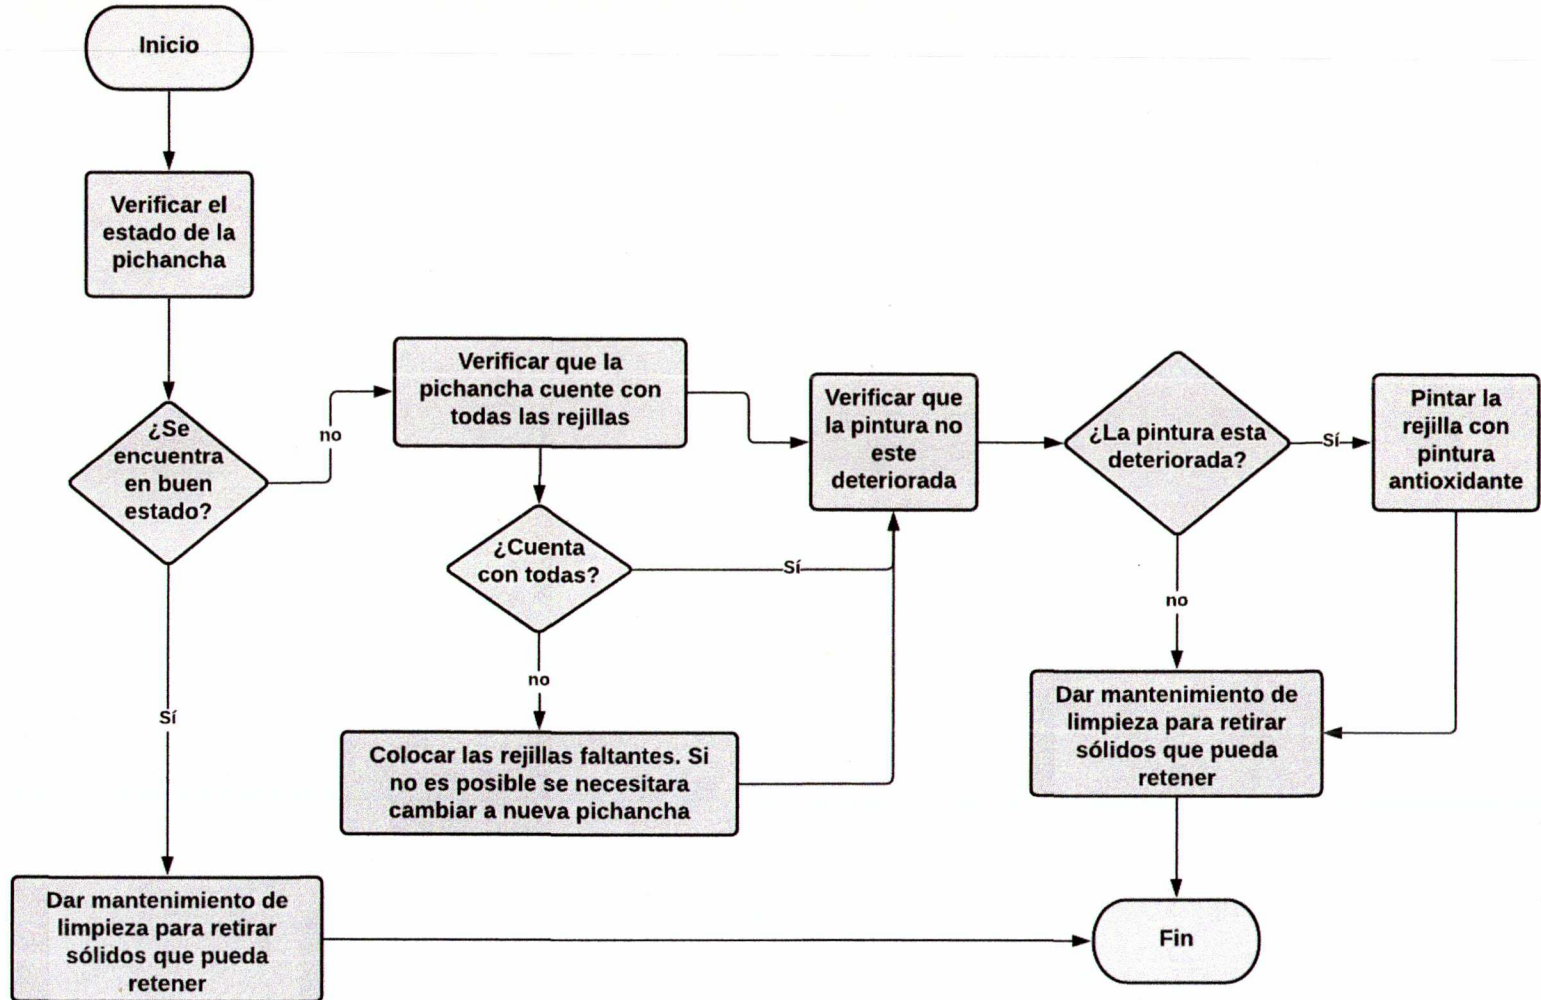 Inicio
Verificar el
estado de la
pichancha
¿Se
encuentra
en buen
estado?
no
Verificar que la
pichancha cuente con
todas las rejillas
¿Cuenta
con todas?
Sí
no
Colocar las rejillas faltantes. Si
no es posible se necesitara
cambiar a nueva pichancha
Verificar que
la pintura no
este
deteriorada
¿La pintura esta
deteriorada?
Sí
Pintar la
rejilla con
pintura
antioxidante
no
Dar mantenimiento de
limpieza para retirar
sólidos que pueda
retener
Sí
Dar mantenimiento de
limpieza para retirar
sólidos que pueda
retener
Fin